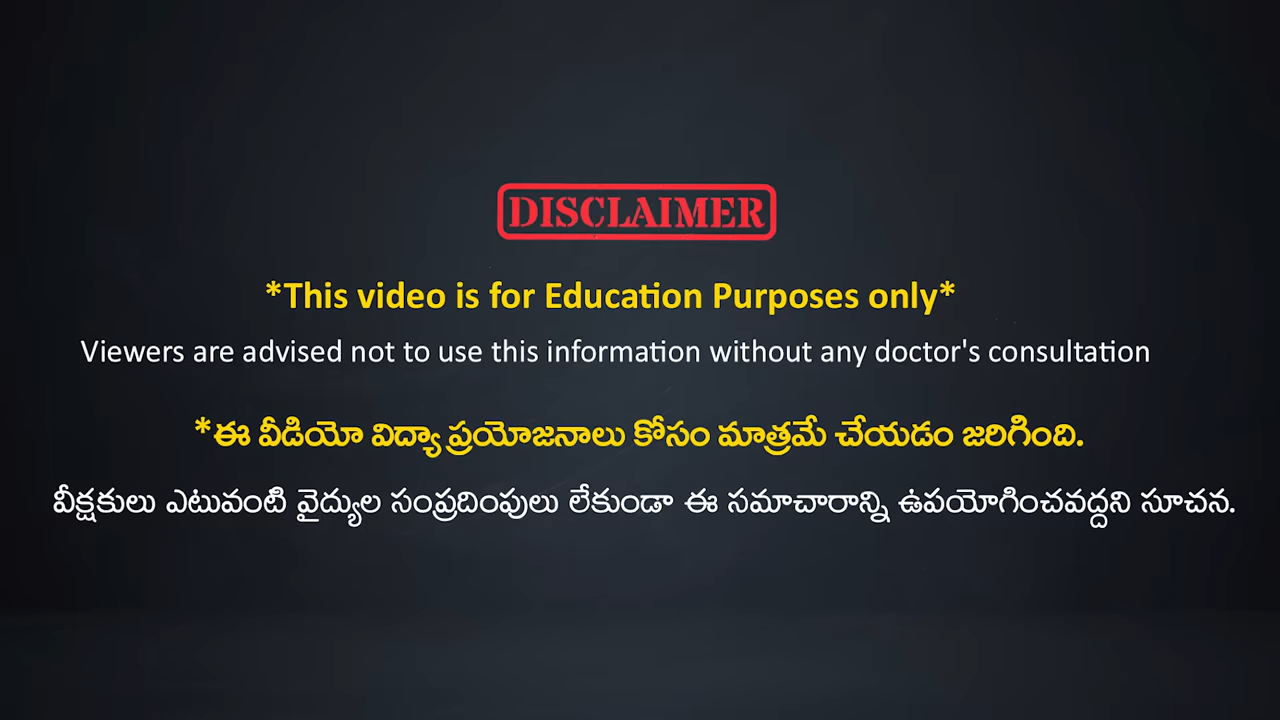 DISCLAIMER
*This video is for Education Purposes only*
Viewers are advised not to use this information without any doctor's consultation
*ఈ వీడియో విద్యా ప్రయోజనాలు కోసం మాత్రమే చేయడం జరిగింది.
వీక్షకులు ఎటువంటి వైద్యుల సంప్రదింపులు లేకుండా ఈ సమాచారాన్ని ఉపయోగించవద్దని సూచన.